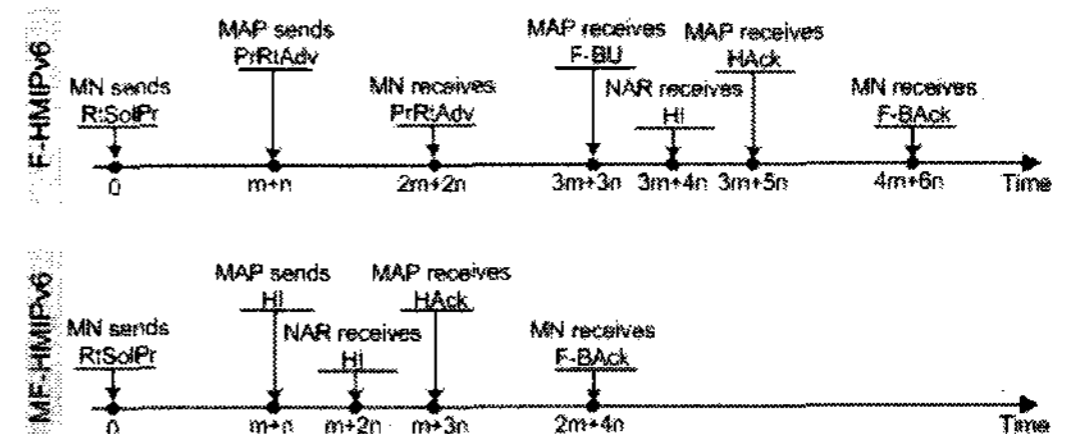 F-HMIPv6
MN sends
RtSolPr
MAP sends
PrRtAdv
MN receives
PrRtAdv
MAP receives
F-BU
NAR receives
HI
MAP receives
HAck
MN receives
F-BAck
0
m+n
2m+2n
3m+3n
3m+4n
3m+5n
4m+6n
Time
MF-HMIPv6
MN sends
RtSolPr
MAP sends
HI
NAR receives
HI
MAP receives
HAck
MN receives
F-BAck
0
m+n
m+2n
m+3n
2m+4n
Time